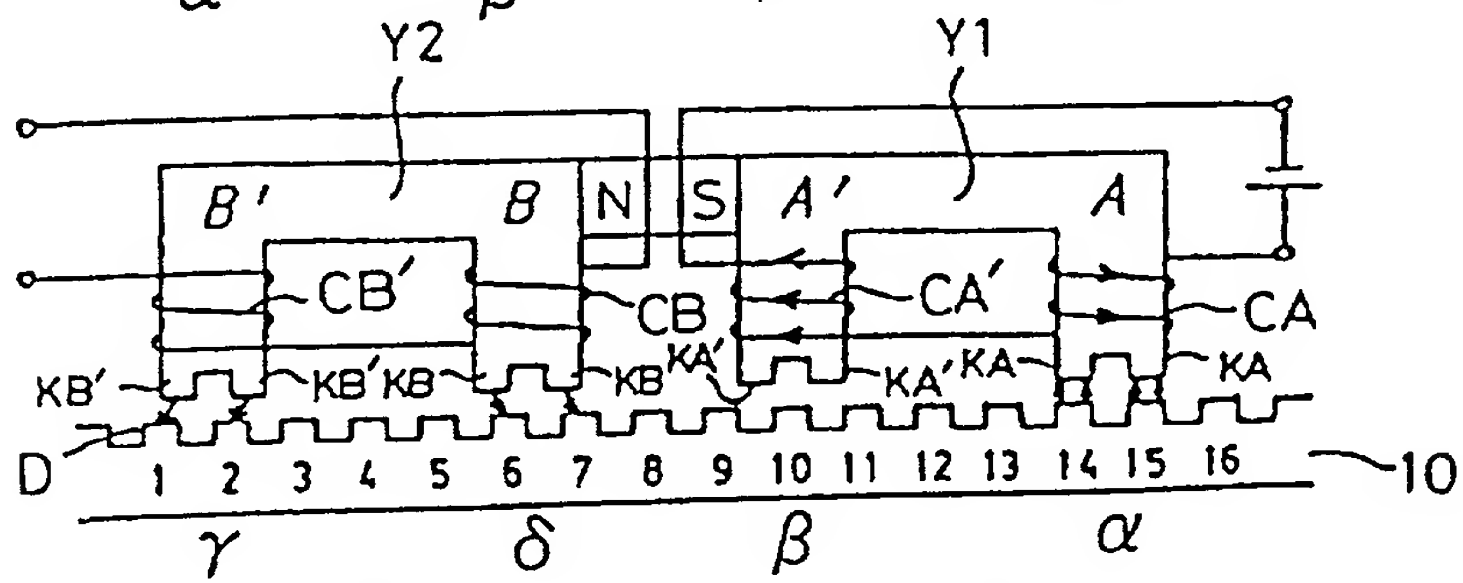 α β
Y2 Y1
B' B N S A' A
CB' CB CA' CA
KB' KB' KB KB KA' KA' KA KA
D 1 2 3 4 5 6 7 8 9 10 11 12 13 14 15 16 10
γ δ β α